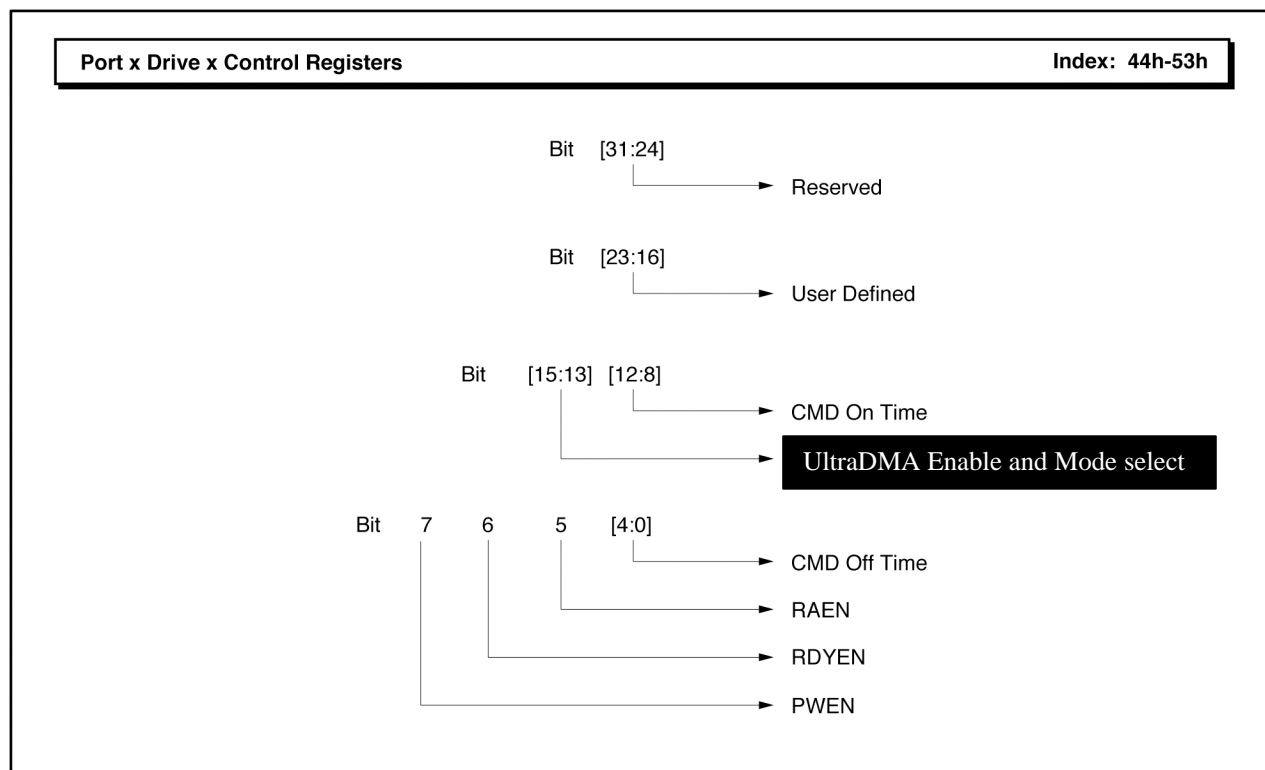 Port x Drive x Control Registers Index: 44h-53h
Bit [31:24]
Reserved
Bit [23:16]
User Defined
Bit [15:13] [12:8]
CMD On Time
UltraDMA Enable and Mode select
Bit 7 6 5 [4:0]
CMD Off Time
RAEN
RDYEN
PWEN